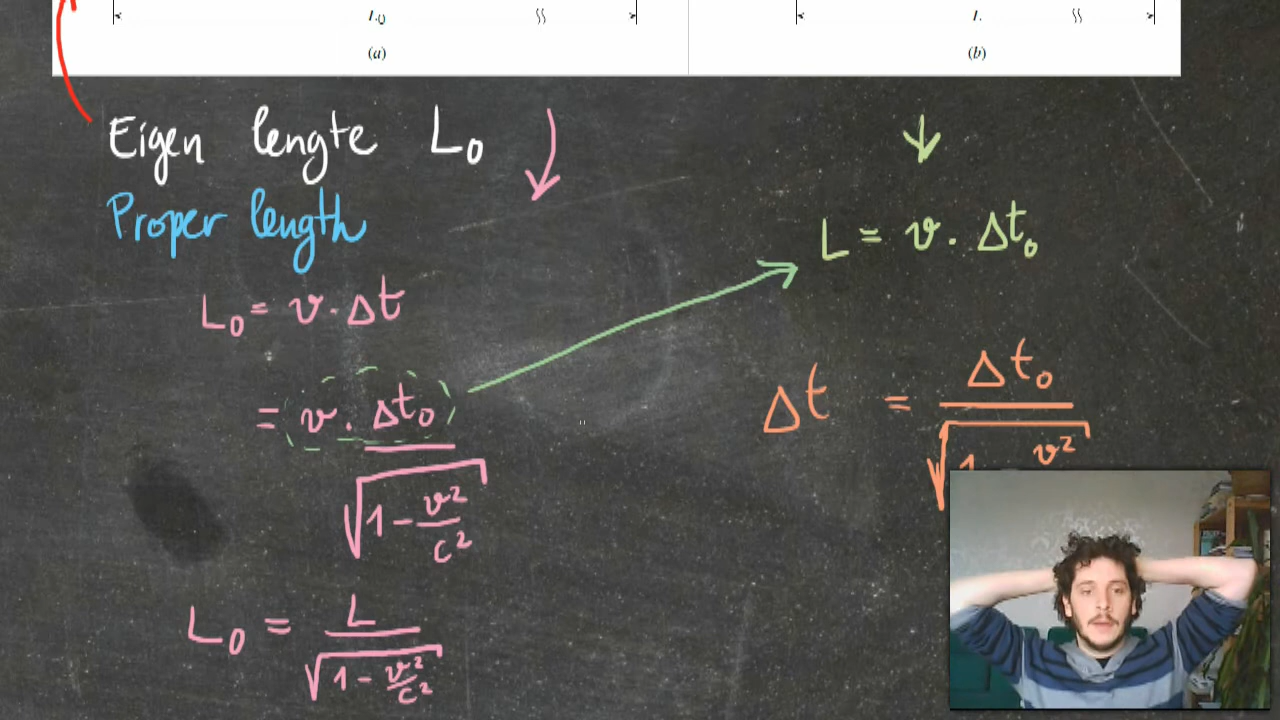 L₀
L
(a)
(b)
Eigen lengte L₀
Proper length
L₀ = v · Δt
= v · Δt₀ / √(1 - v²/c²)
L₀ = L / √(1 - v²/c²)
L = v · Δt₀
Δt = Δt₀ / √(1 - v²